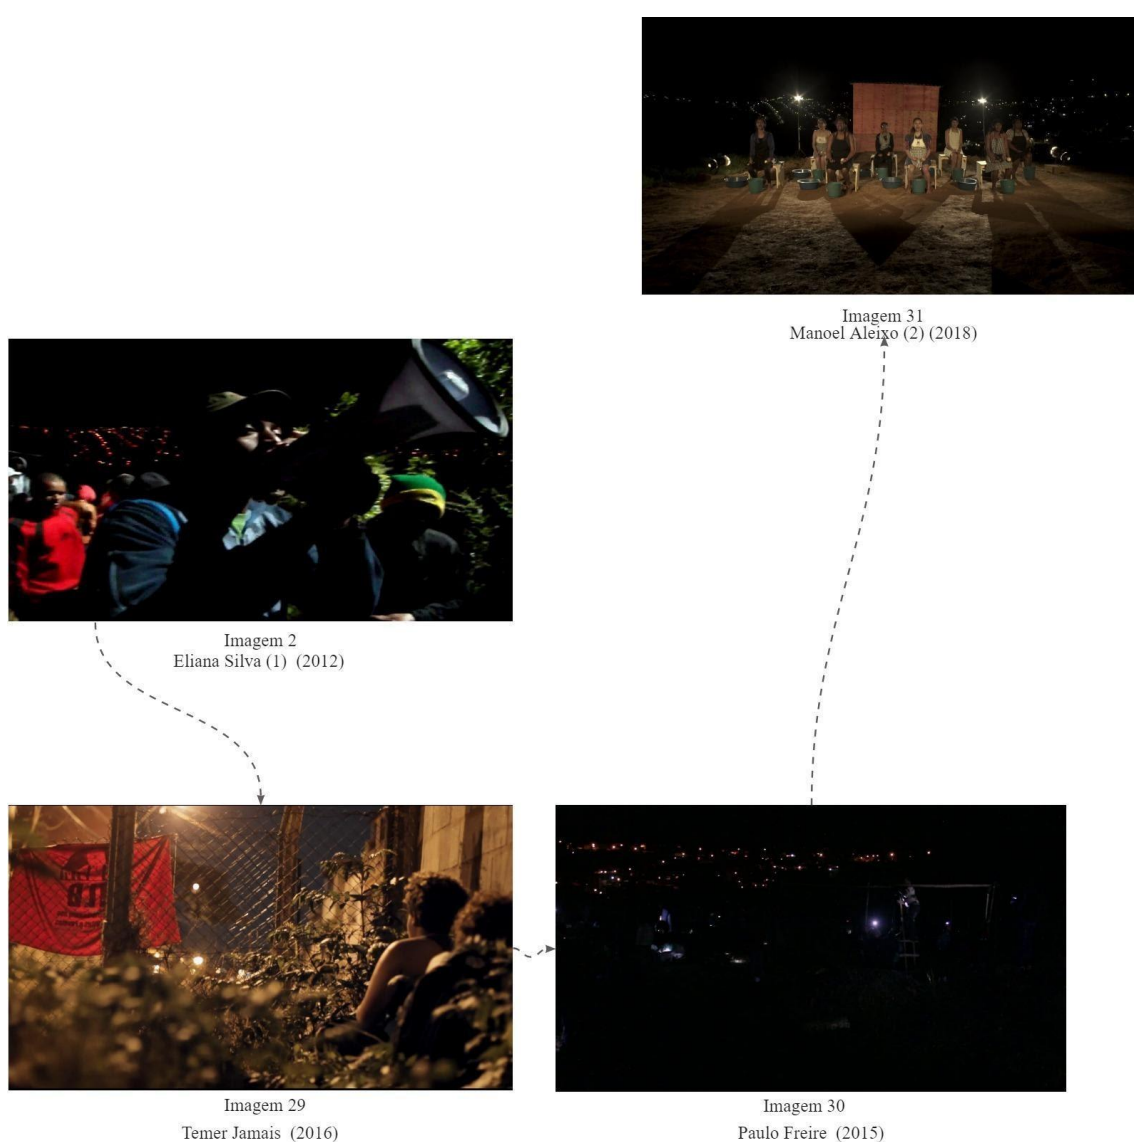 Imagem 31
Manoel Aleixo (2) (2018)
Imagem 2
Eliana Silva (1) (2012)
Imagem 29
Temer Jamais (2016)
Imagem 30
Paulo Freire (2015)